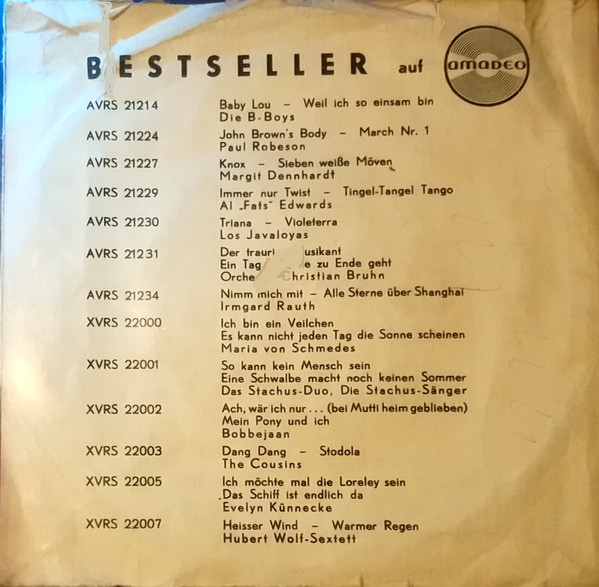 BESTSELLER auf amadeo
AVRS 21214 Baby Lou – Weil ich so einsam bin
Die B-Boys
AVRS 21224 John Brown's Body – March Nr. 1
Paul Robeson
AVRS 21227 Knox – Sieben weiße Möven
Margit Dennhardt
AVRS 21229 Immer nur Twist – Tingel-Tangel Tango
Al „Fats" Edwards
AVRS 21230 Triana – Violeterra
Los Javaloyas
AVRS 21231 Der
Ein Tag zu Ende geht
Christian Bruhn
AVRS 21234 Nimm mich mit – Alle Sterne über Shanghai
Irmgard Rauth
XVRS 22000 Ich bin ein Veilchen
Es kann nicht jeden Tag die Sonne scheinen
Maria von Schmedes
XVRS 22001 So kann kein Mensch sein
Eine Schwalbe macht noch keinen Sommer
Das Stachus-Duo, Die Stachus-Sänger
XVRS 22002 Ach, wär ich nur ... (bei Mutti heim geblieben)
Mein Pony und ich
Bobbejaan
XVRS 22003 Dang Dang – Stodola
The Cousins
XVRS 22005 Ich möchte mal die Loreley sein
Das Schiff ist endlich da
Evelyn Künnecke
XVRS 22007 Heisser Wind – Warmer Regen
Hubert Wolf-Sextett